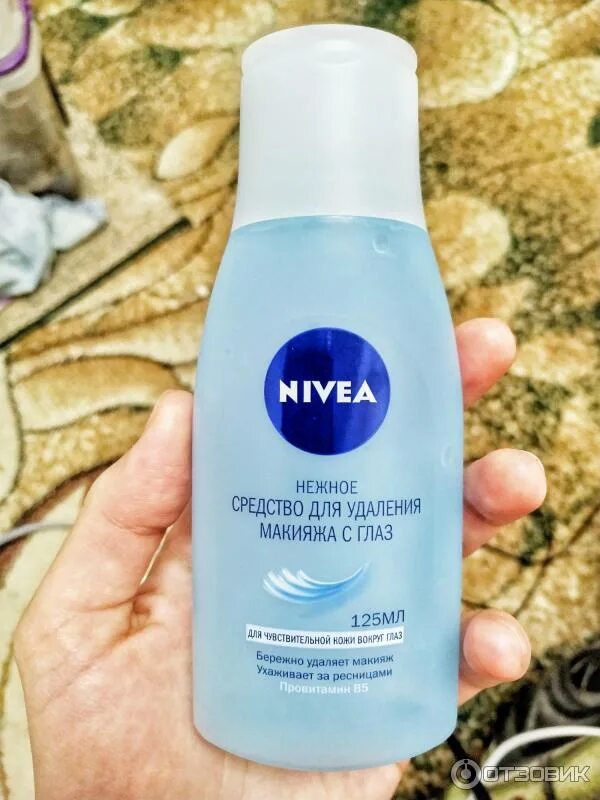 NIVEA
НЕЖНОЕ
СРЕДСТВО ДЛЯ УДАЛЕНИЯ
МАКИЯЖА С ГЛАЗ
125МЛ
ДЛЯ ЧУВСТВИТЕЛЬНОЙ КОЖИ ВОКРУГ ГЛАЗ
Бережно удаляет макияж
Ухаживает за ресницами
Провитамин B5
ОТЗОВИК